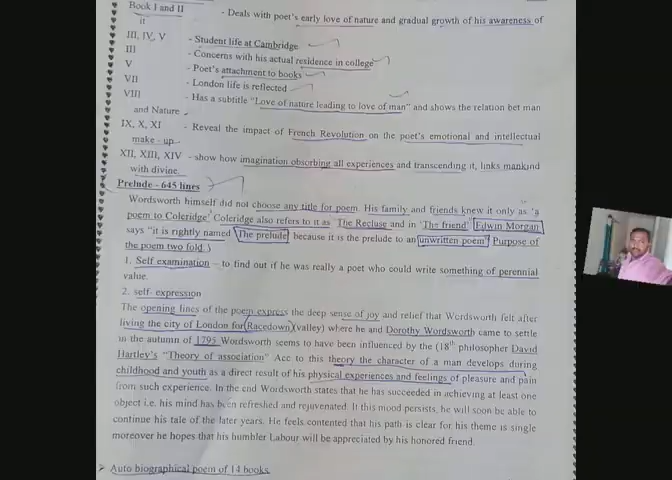 Book I and II - Deals with poet's early love of nature and gradual growth of his awareness of
it
III, IV, V - Student life at Cambridge
III - Concerns with his actual residence in college
V - Poet's attachment to books
VII - London life is reflected
VIII - Has a subtitle "Love of nature leading to love of man" and shows the relation bet man
and Nature
IX, X, XI - Reveal the impact of French Revolution on the poet's emotional and intellectual
make - up
XII, XIII, XIV - show how imagination obsorbing all experiences and transcending it, links mankind
with divine.
Prelude - 645 lines
Wordsworth himself did not choose any title for poem. His family and friends knew it only as 'a
poem to Coleridge' Coleridge also refers to it as The Recluse and in 'The friend' Edwin Morgan
says "it is rightly named The prelude because it is the prelude to an unwritten poem" Purpose of
the poem two fold.
1. Self examination - to find out if he was really a poet who could write something of perennial
value.
2. self- expression
The opening lines of the poem express the deep sense of joy and relief that Wordsworth felt after
living the city of London for Racedown (valley) where he and Dorothy Wordsworth came to settle
in the autumn of 1795 Wordsworth seems to have been influenced by the (18th philosopher David
Hartley's "Theory of association" Acc to this theory the character of a man develops during
childhood and youth as a direct result of his physical experiences and feelings of pleasure and pain
from such experience. In the end Wordsworth states that he has succeeded in achieving at least one
object i.e. his mind has been refreshed and rejuvenated. If this mood persists, he will soon be able to
continue his tale of the later years. He feels contented that his path is clear for his theme is single
moreover he hopes that his humbler Labour will be appreciated by his honored friend.
➢ Auto biographical poem of 14 books